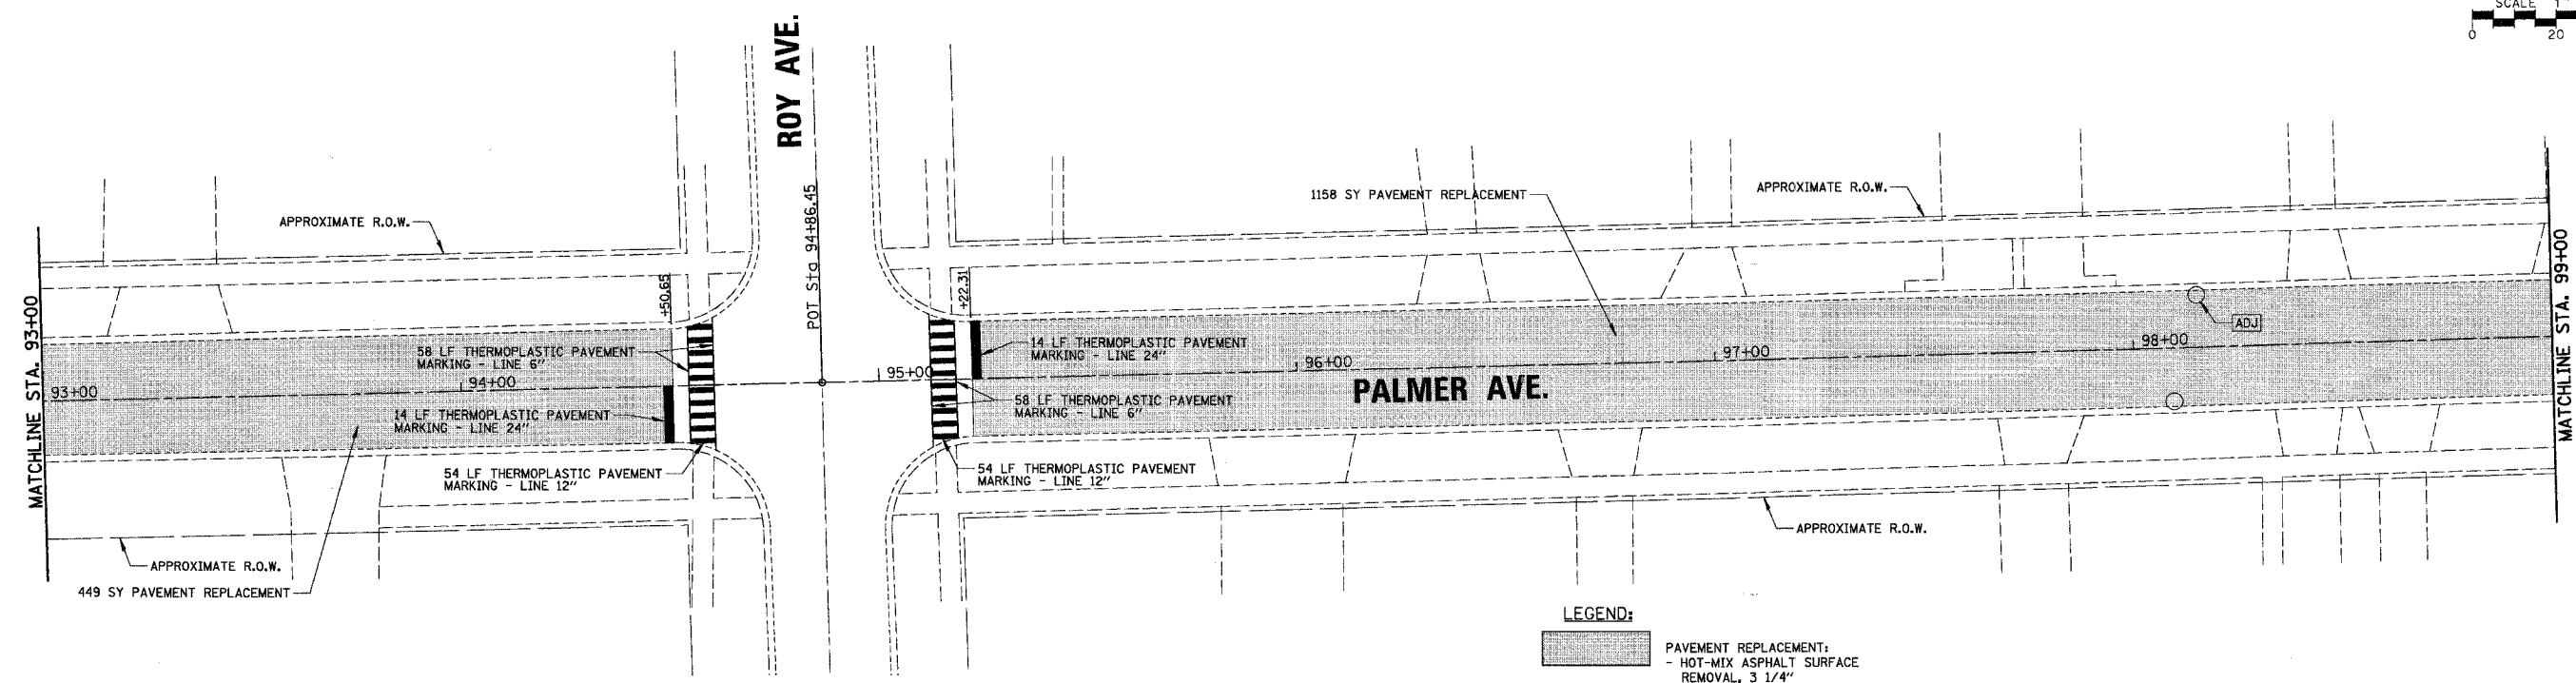 SCALE 1"
0 20
ROY AVE.
POT Sta 94+86.45
1158 SY PAVEMENT REPLACEMENT
APPROXIMATE R.O.W.
APPROXIMATE R.O.W.
MATCHLINE STA. 93+00
MATCHLINE STA. 99+00
+50.65
+22.31
ADJ
58 LF THERMOPLASTIC PAVEMENT
MARKING - LINE 6"
14 LF THERMOPLASTIC PAVEMENT
MARKING - LINE 24"
93+00
94+00
95+00
96+00
97+00
98+00
PALMER AVE.
14 LF THERMOPLASTIC PAVEMENT
MARKING - LINE 24"
58 LF THERMOPLASTIC PAVEMENT
MARKING - LINE 6"
54 LF THERMOPLASTIC PAVEMENT
MARKING - LINE 12"
54 LF THERMOPLASTIC PAVEMENT
MARKING - LINE 12"
APPROXIMATE R.O.W.
APPROXIMATE R.O.W.
449 SY PAVEMENT REPLACEMENT
LEGEND:
PAVEMENT REPLACEMENT:
- HOT-MIX ASPHALT SURFACE
REMOVAL, 3 1/4"